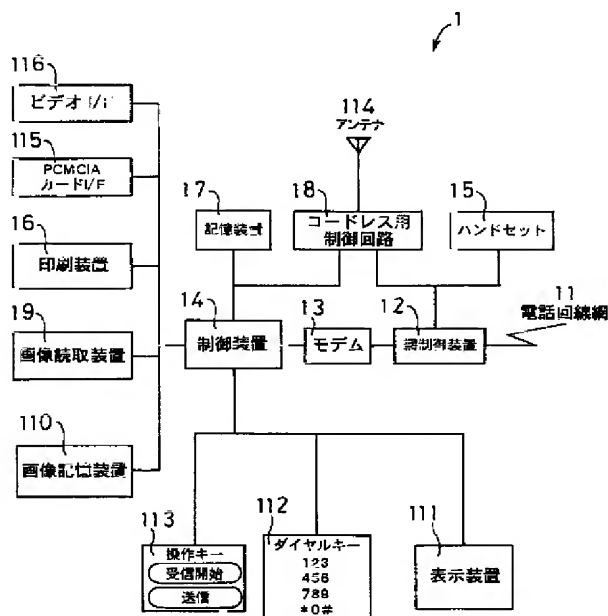 1
116
ビデオ I/F
115
PCMCIA
カードI/F
16
印刷装置
19
画像読取装置
110
画像記憶装置
114
アンテナ
17
記憶装置
18
コードレス用
制御回路
15
ハンドセット
14
制御装置
13
モデム
12
網制御装置
11
電話回線網
113
操作キー
受信開始
送信
112
ダイヤルキー
123
456
789
*0#
111
表示装置